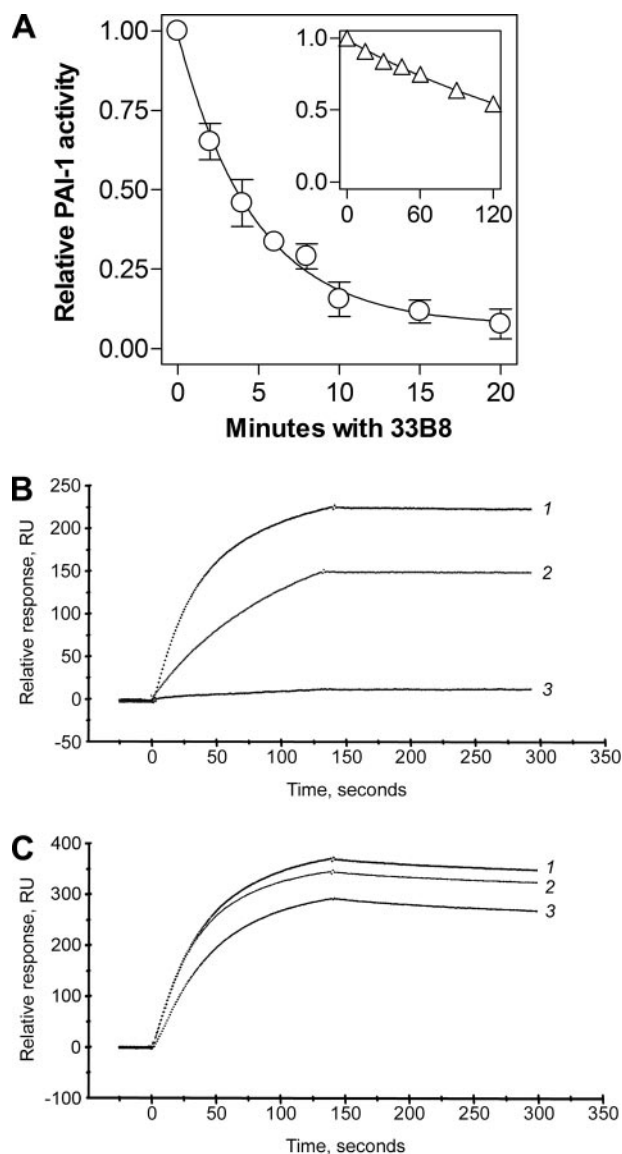 A
Relative PAI-1 activity
1.00
0.75
0.50
0.25
0.00
0 5 10 15 20
Minutes with 33B8
1.0
0.5
0.0
0 60 120
B
Relative response, RU
250
200
150
100
50
0
-50
1
2
3
0 50 100 150 200 250 300 350
Time, seconds
C
Relative response, RU
400
300
200
100
0
-100
1
2
3
0 50 100 150 200 250 300 350
Time, seconds